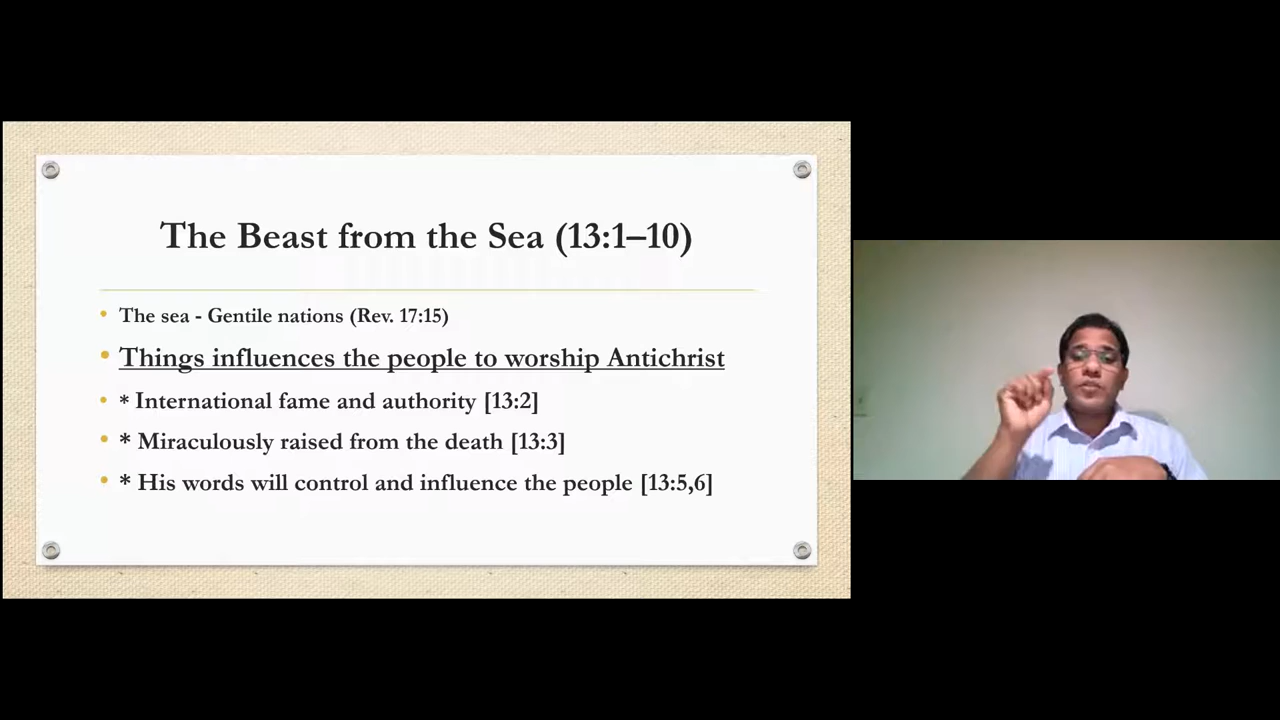 The Beast from the Sea (13:1–10)
• The sea - Gentile nations (Rev. 17:15)
• Things influences the people to worship Antichrist
• * International fame and authority [13:2]
• * Miraculously raised from the death [13:3]
• * His words will control and influence the people [13:5,6]